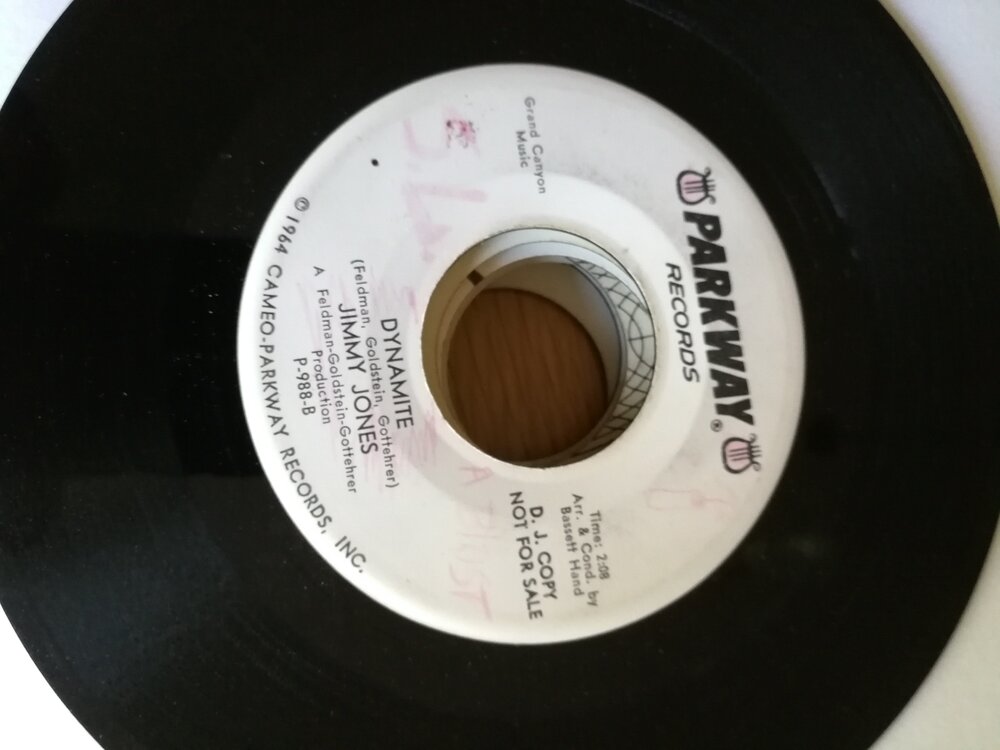 PARKWAY®
RECORDS
Grand Canyon
Music
Time: 2:08
Arr. & Cond. by
Bassett Hand
D. J. COPY
NOT FOR SALE
A PLUS
DYNAMITE
(Feldman, Goldstein, Gottehrer)
JIMMY JONES
A Feldman-Goldstein-Gottehrer
Production
P-988-B
© 1964 CAMEO-PARKWAY RECORDS, INC.